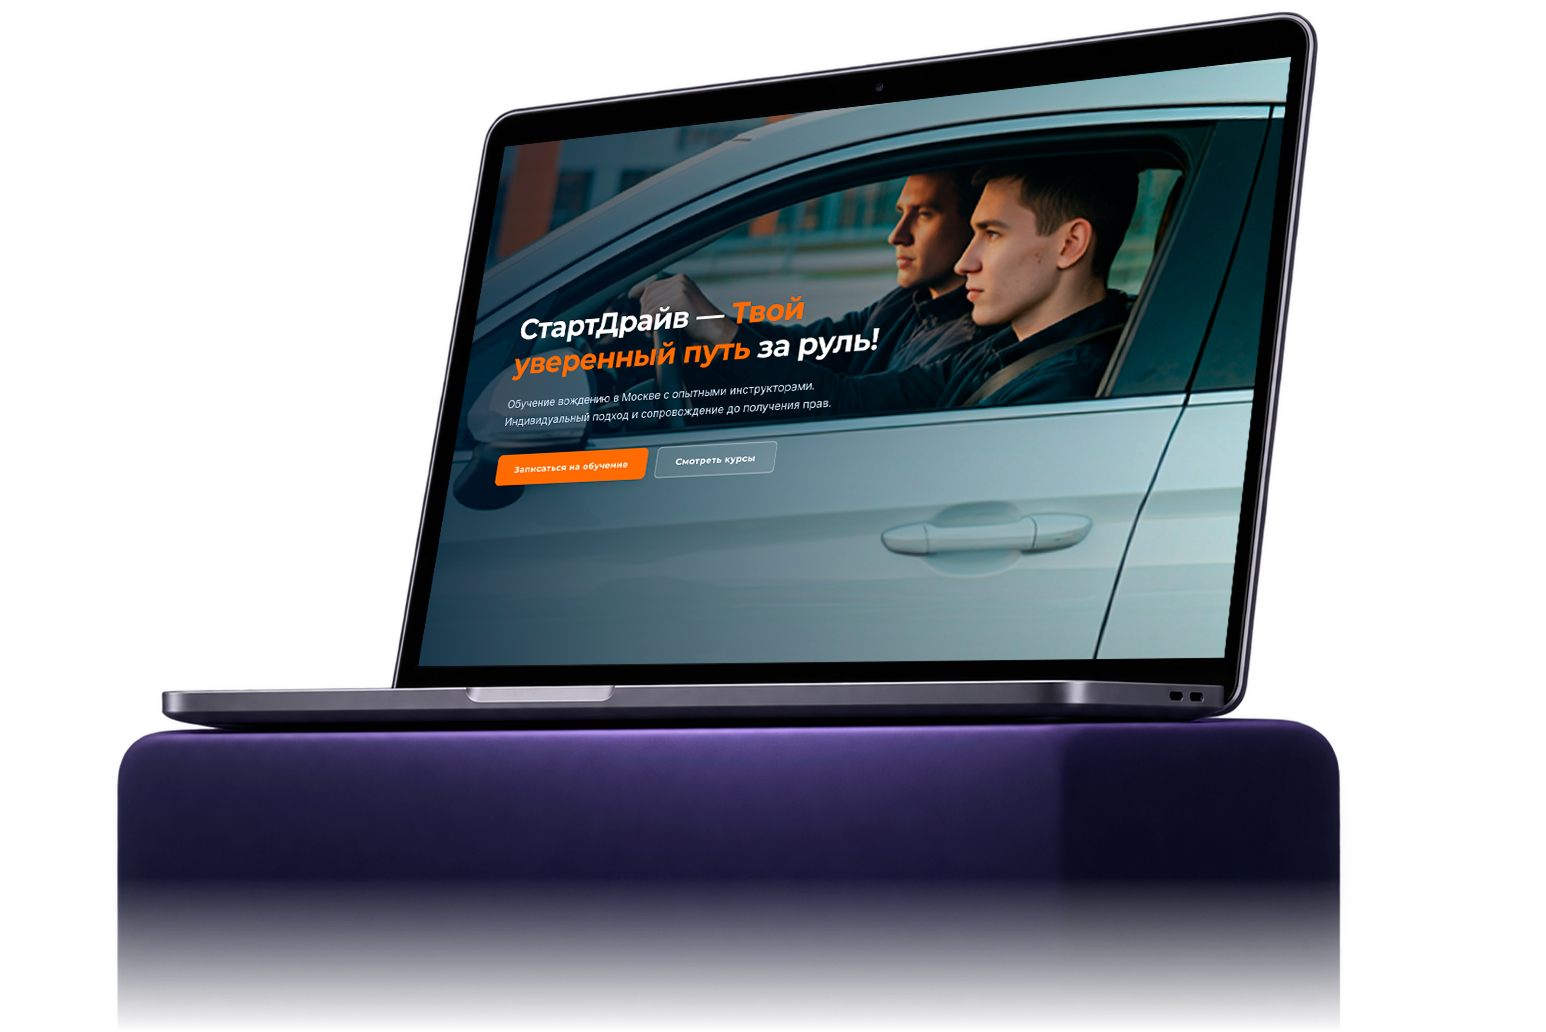 СтартДрайв — Твой
уверенный путь за руль!
Обучение вождению в Москве с опытными инструкторами.
Индивидуальный подход и сопровождение до получения прав.
Записаться на обучение
Смотреть курсы